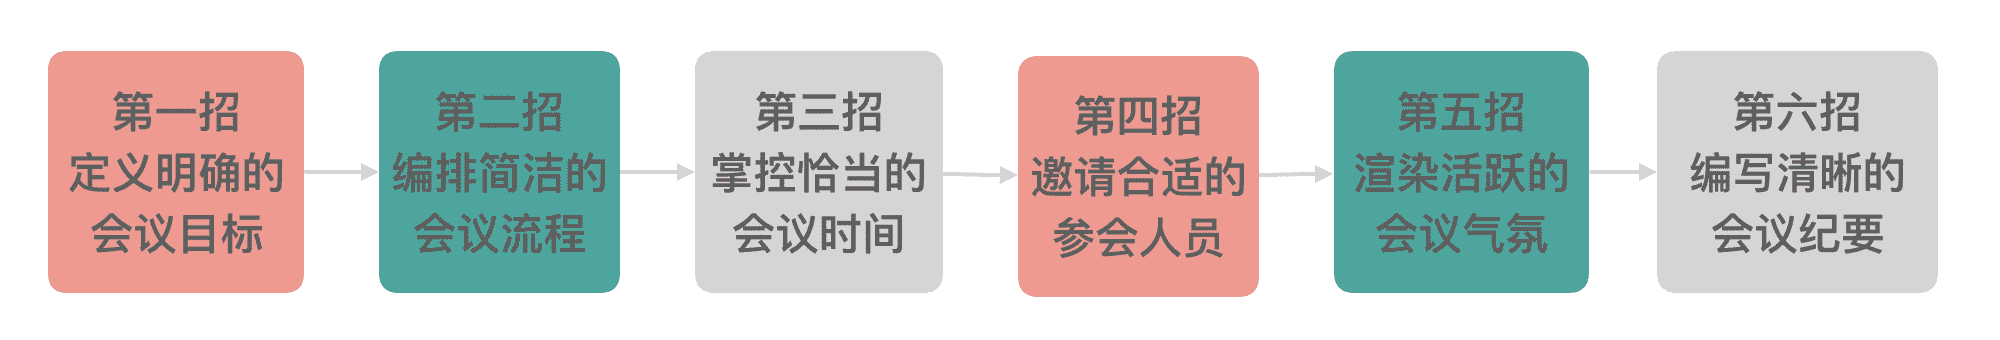 第一招
定义明确的
会议目标
第二招
编排简洁的
会议流程
第三招
掌控恰当的
会议时间
第四招
邀请合适的
参会人员
第五招
渲染活跃的
会议气氛
第六招
编写清晰的
会议纪要